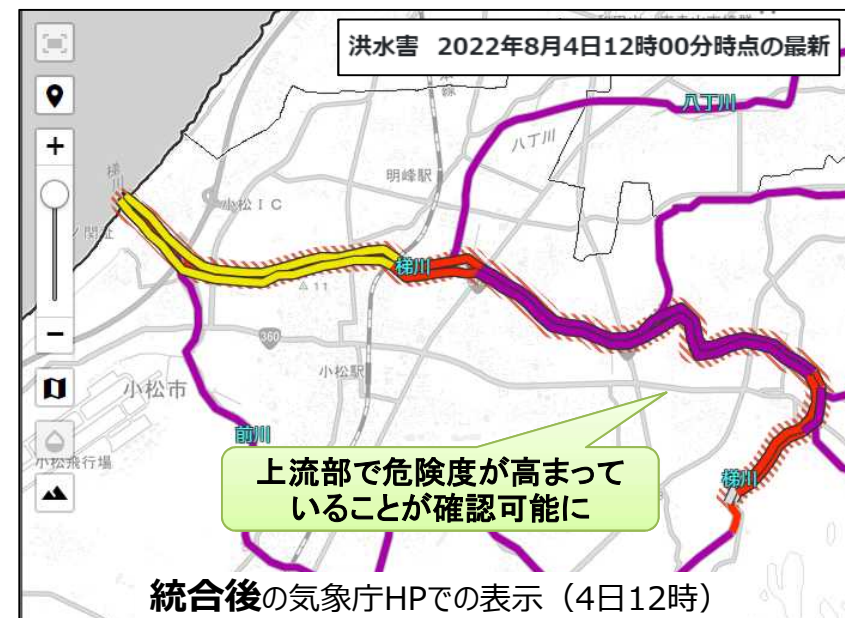 洪水害 2022年8月4日12時00分時点の最新
八丁川
八丁川
明峰駅
梯川
小松IC
梯川
11
360
小松駅
小松市
前川
小松飛行場
上流部で危険度が高まって
いることが確認可能に
梯川
統合後の気象庁HPでの表示（4日12時）